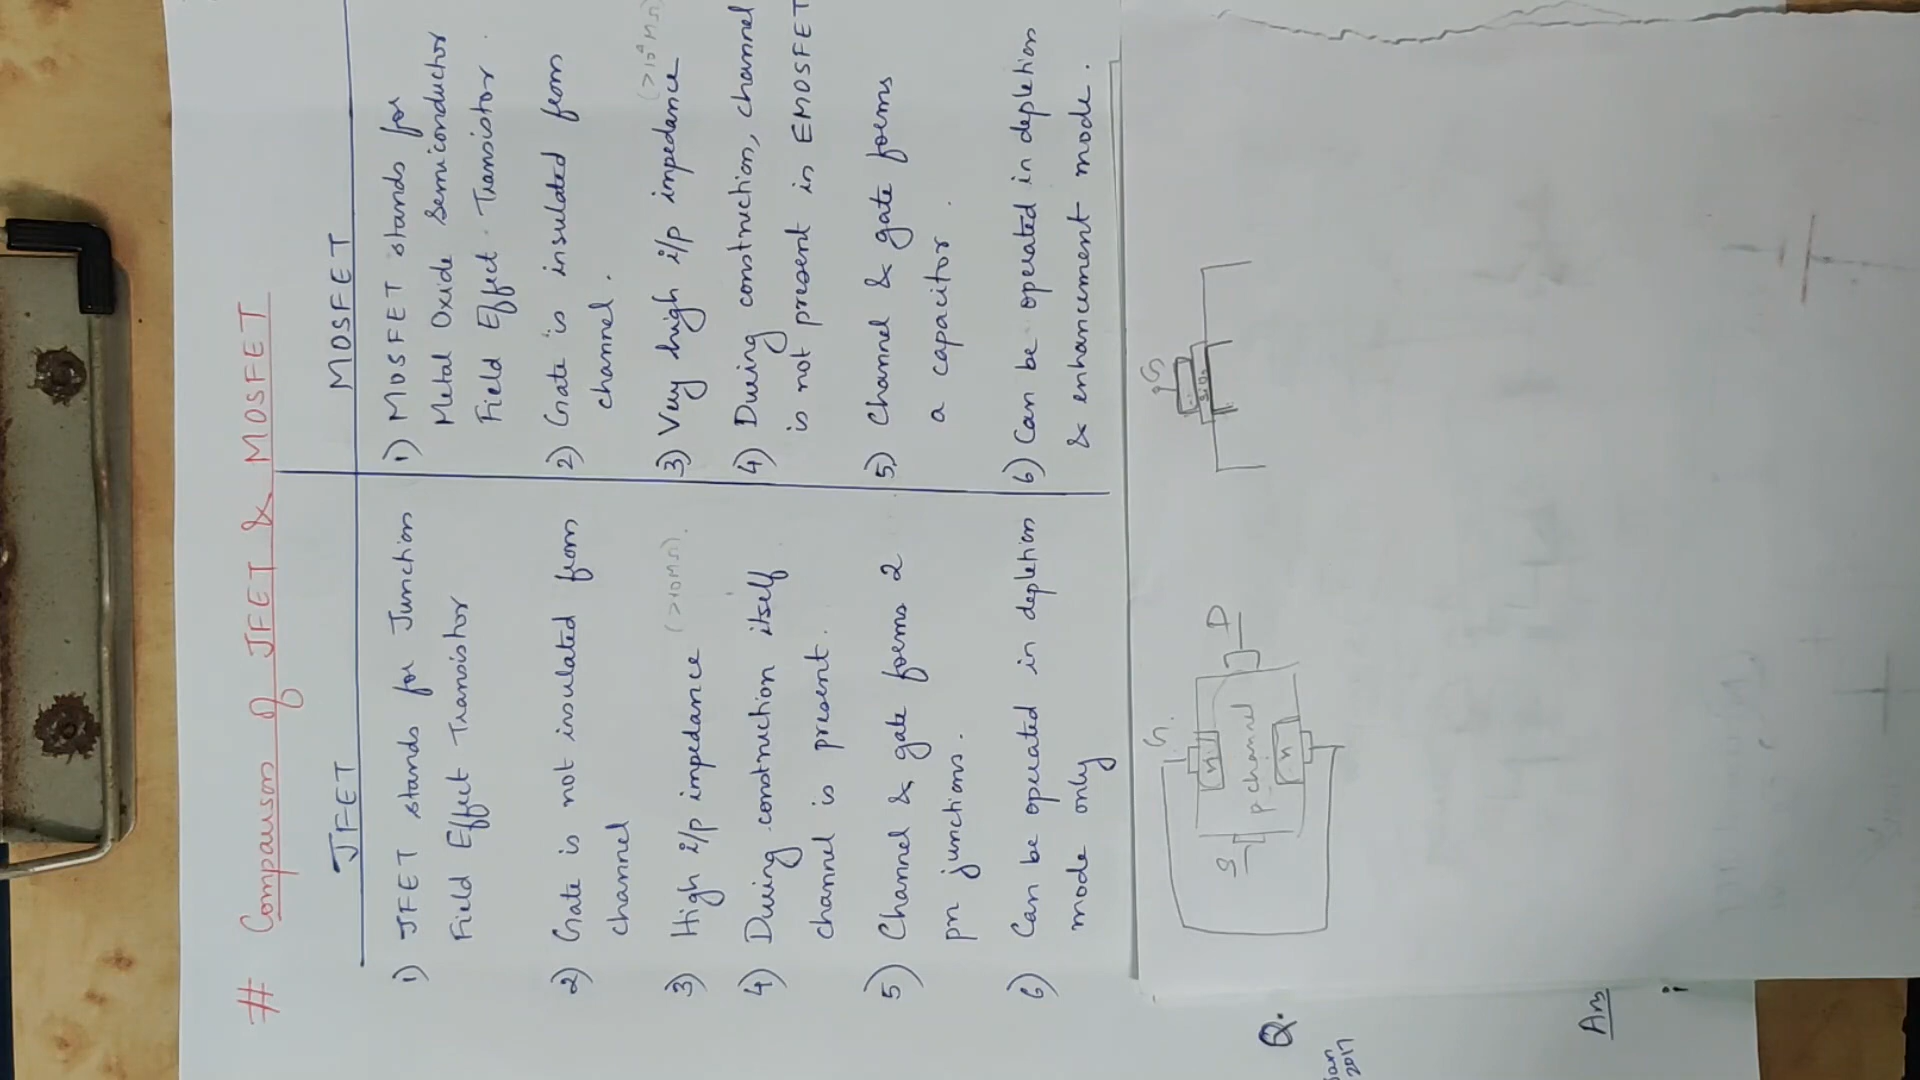 # Comparison of JFET & MOSFET
JFET
1) JFET stands for Junction
Field Effect Transistor
2) Gate is not insulated from
channel
3) High i/p impedance (>10MΩ).
4) During construction itself
channel is present.
5) Channel & gate forms 2
pn junctions.
6) Can be operated in depletion
mode only
MOSFET
1) MOSFET stands for
Metal Oxide Semiconductor
Field Effect Transistor.
2) Gate is insulated from
channel.
3) Very high i/p impedance
4) During construction, channel
is not present in EMOSFET
5) Channel & gate forms
a capacitor.
6) Can be operated in depletion
& enhancement mode.
G
n
S
p channel
D
n
G
SiO₂
Q.
Jan
2017
Ans